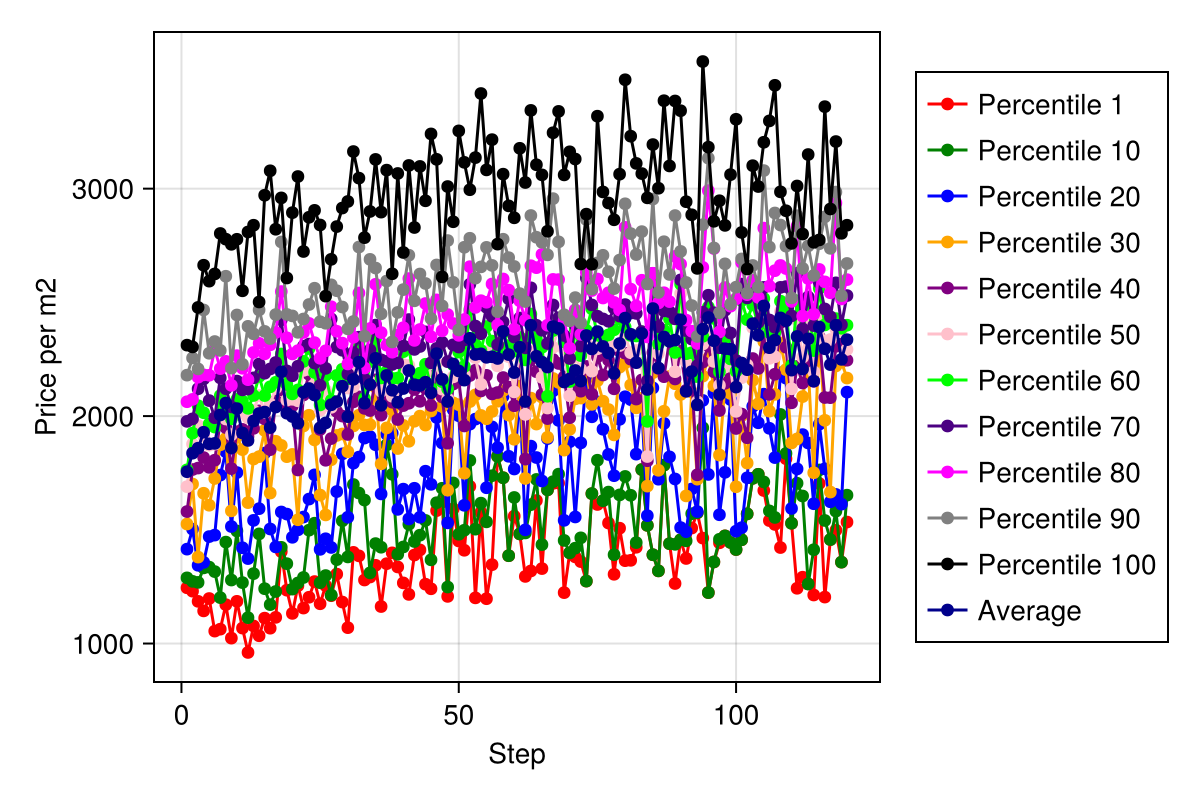 Price per m2
3000
2000
1000
0
50
100
Step
Percentile 1
Percentile 10
Percentile 20
Percentile 30
Percentile 40
Percentile 50
Percentile 60
Percentile 70
Percentile 80
Percentile 90
Percentile 100
Average